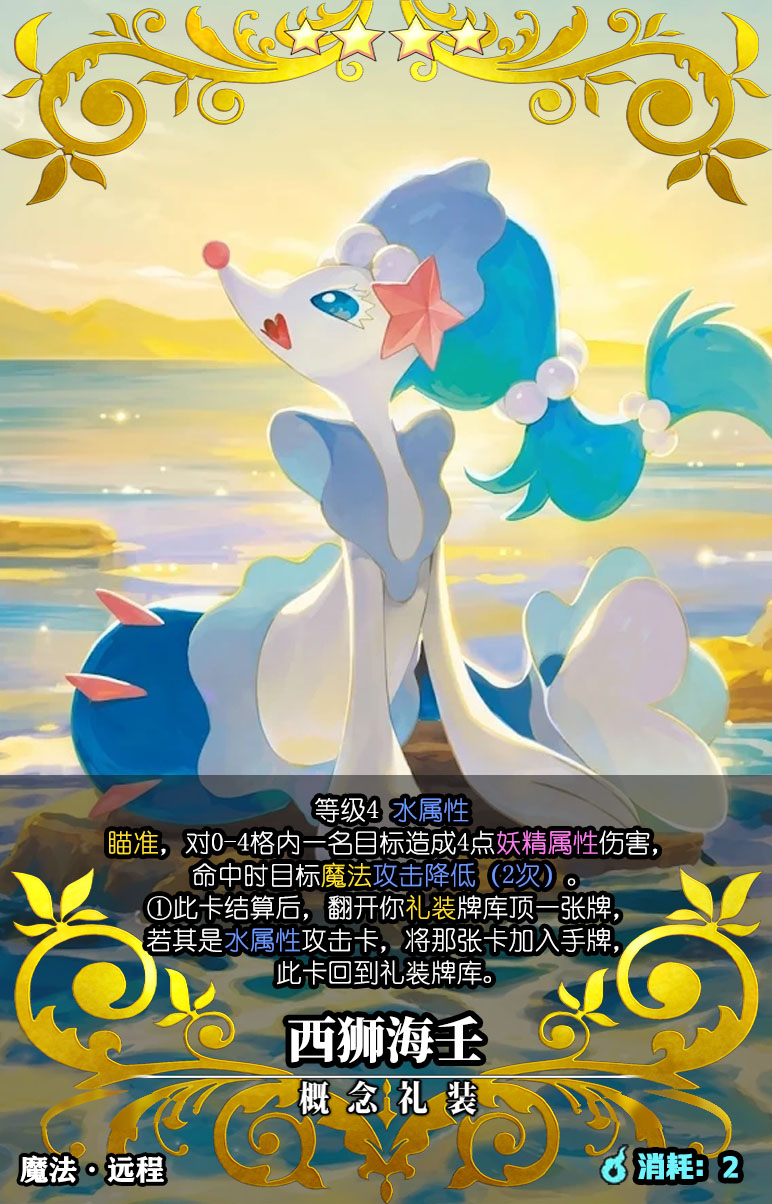 等级4 水属性
瞄准，对0-4格内一名目标造成4点妖精属性伤害，
命中时目标魔法攻击降低（2次）。
①此卡结算后，翻开你礼装牌库顶一张牌，
若其是水属性攻击卡，将那张卡加入手牌，
此卡回到礼装牌库。
西狮海壬
概念礼装
魔法·远程 消耗：2